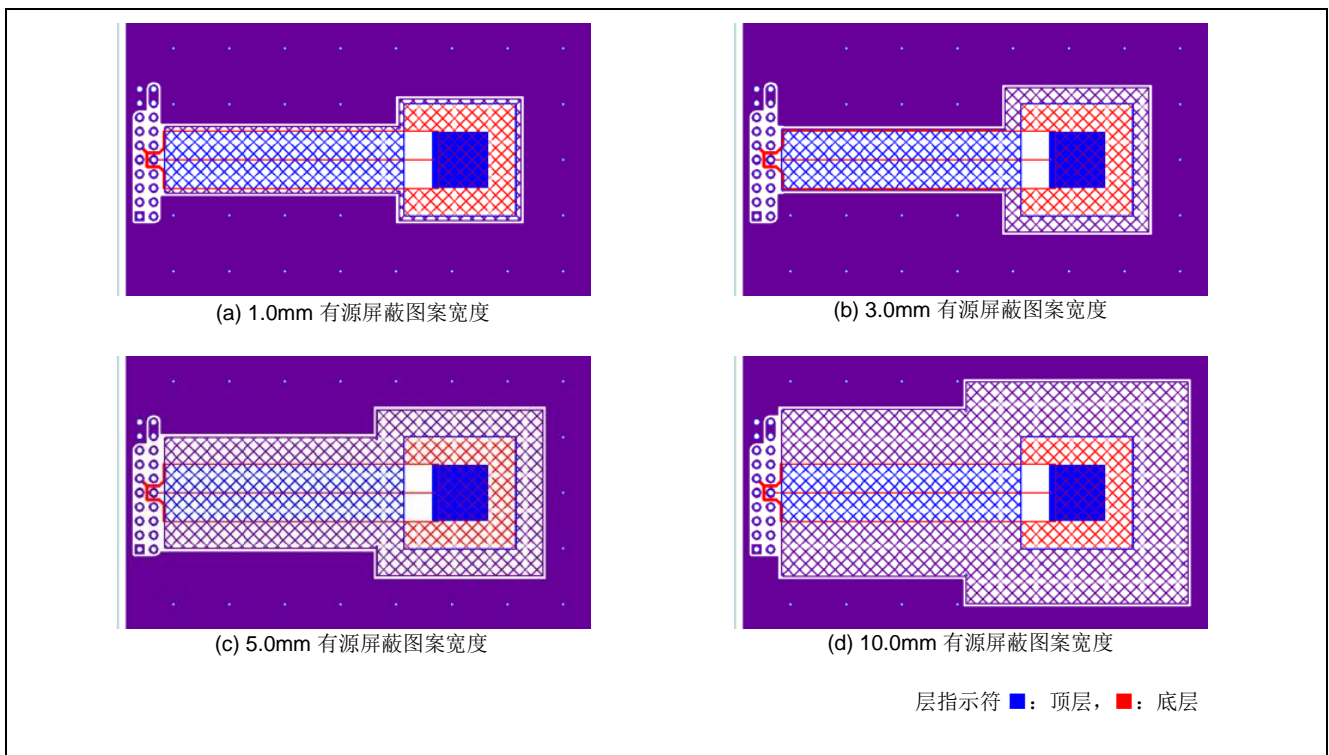 (a) 1.0mm 有源屏蔽图案宽度
(b) 3.0mm 有源屏蔽图案宽度
(c) 5.0mm 有源屏蔽图案宽度
(d) 10.0mm 有源屏蔽图案宽度
层指示符 ■：顶层，■：底层